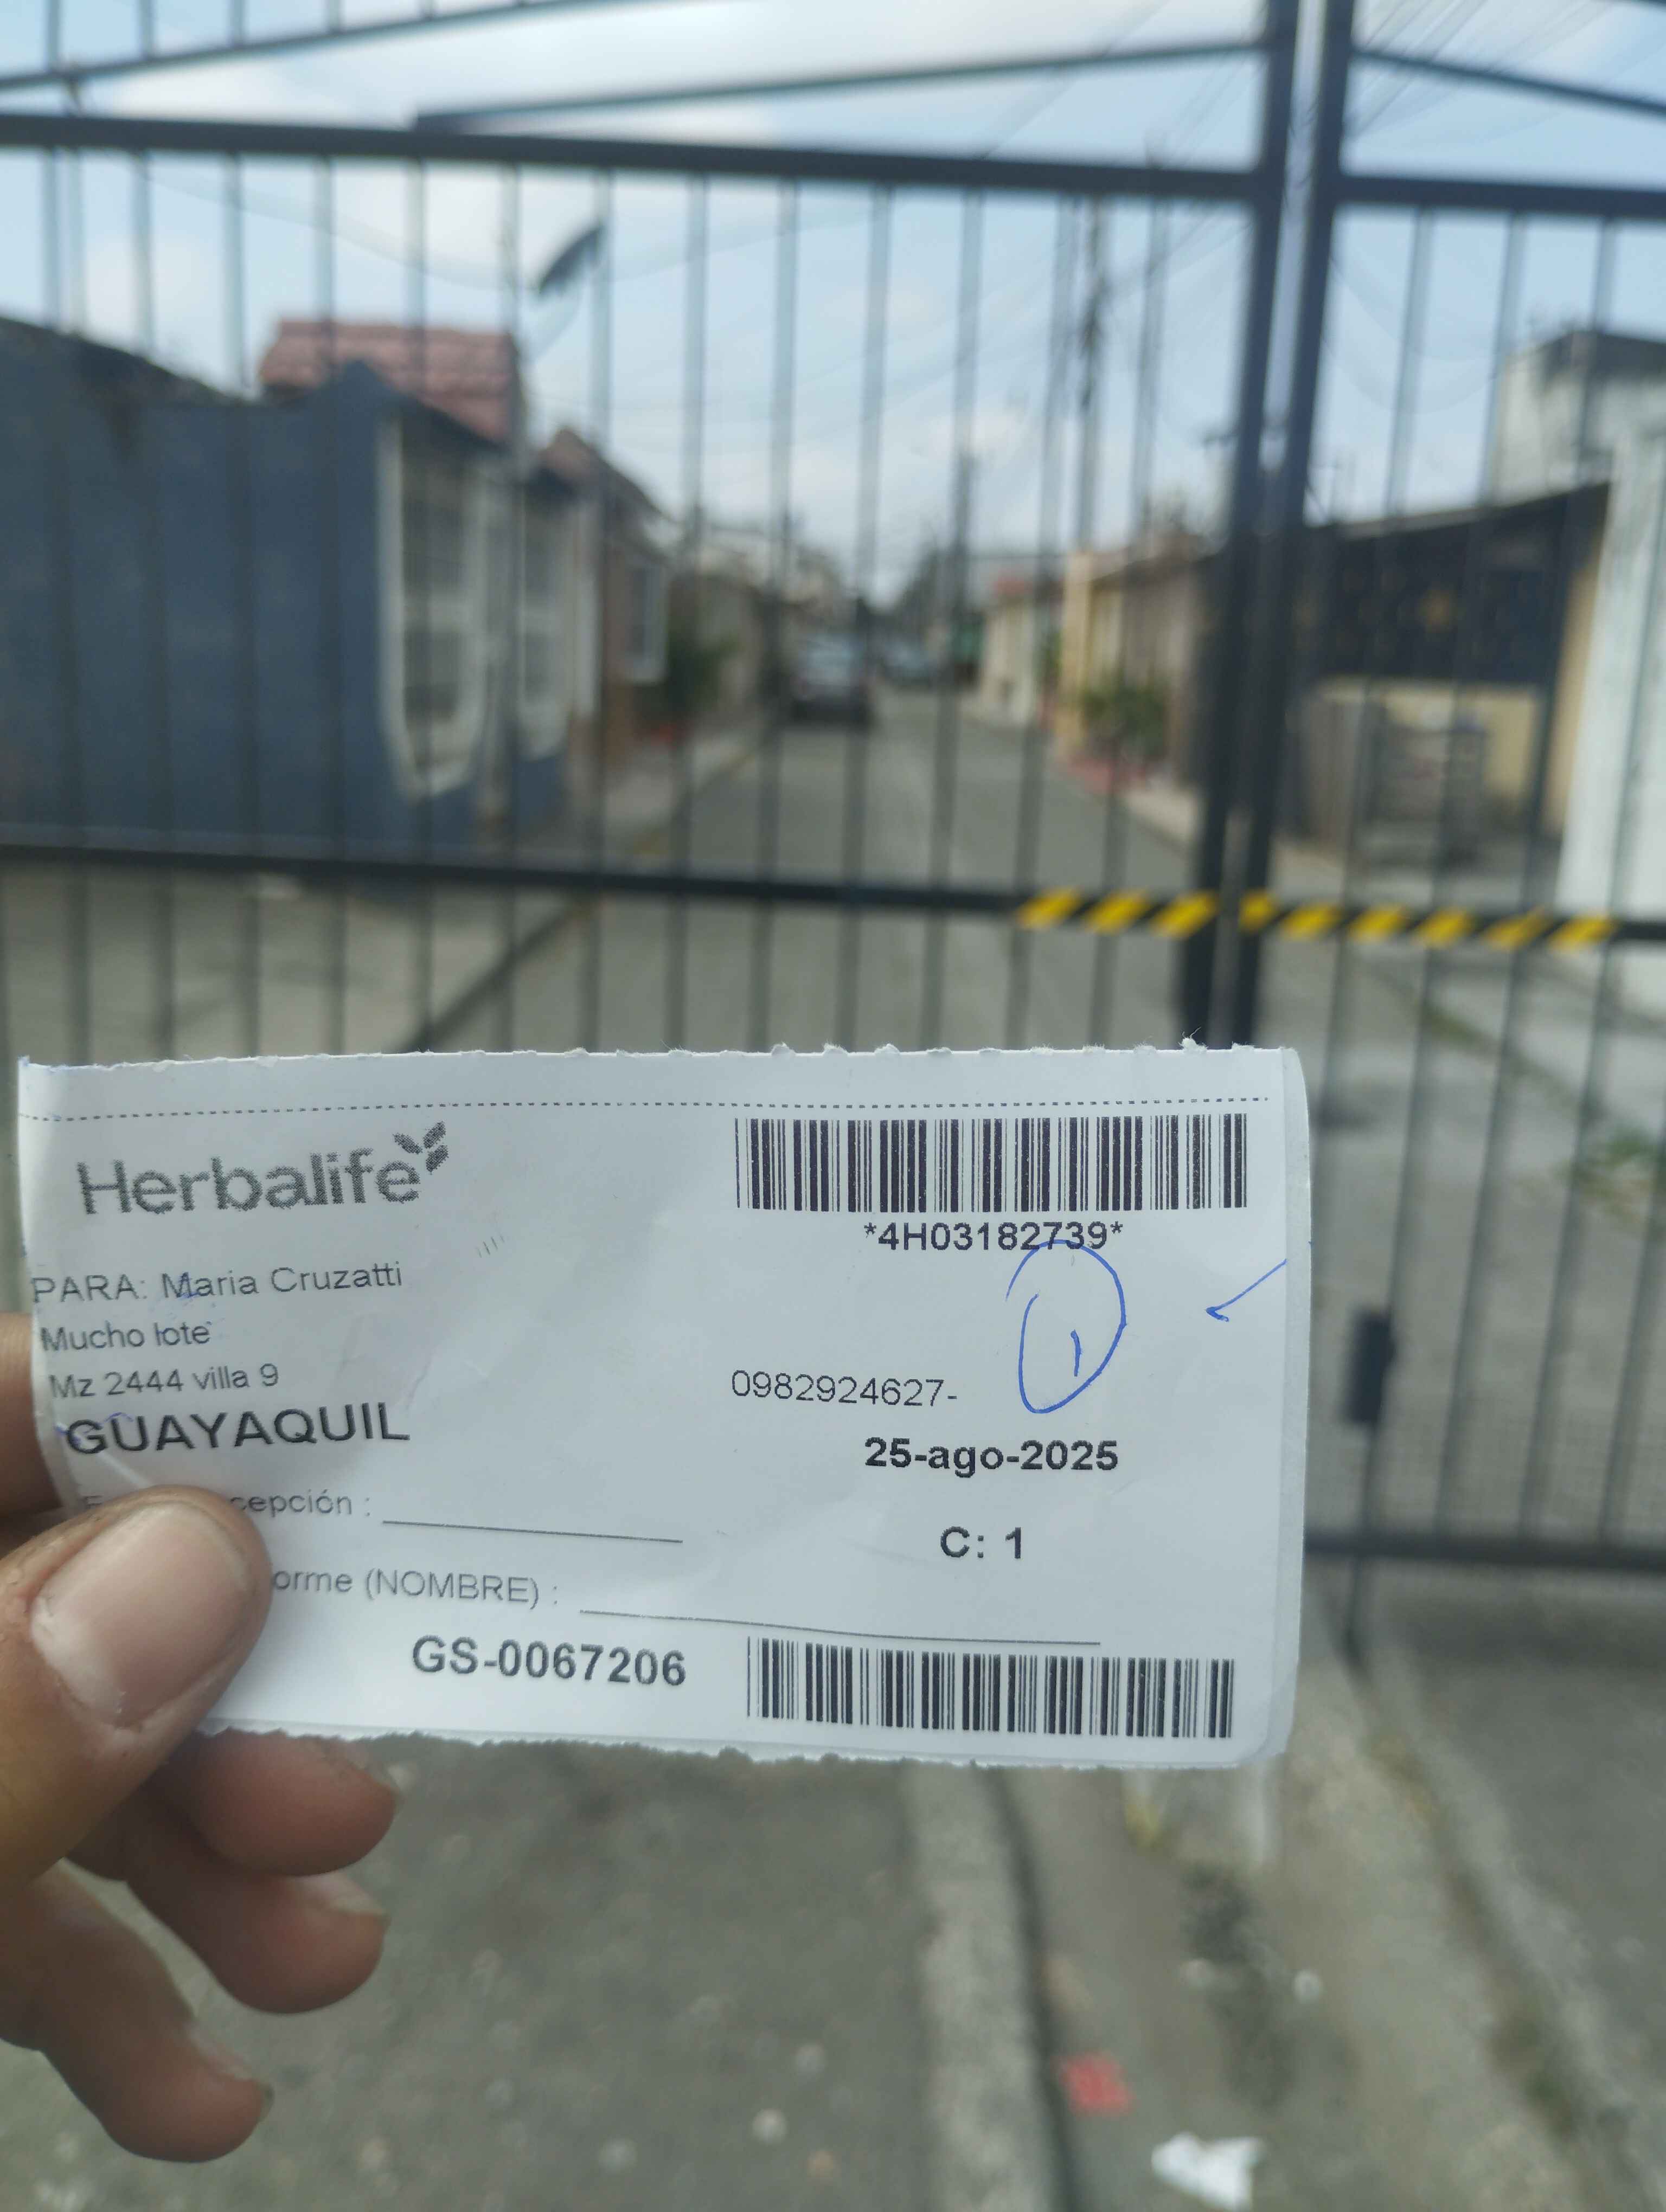 Herbalife
*4H03182739*
PARA: Maria Cruzatti
Mucho lote
Mz 2444 villa 9
GUAYAQUIL
1
0982924627-
25-ago-2025
cepción :
C: 1
orme (NOMBRE) :
GS-0067206